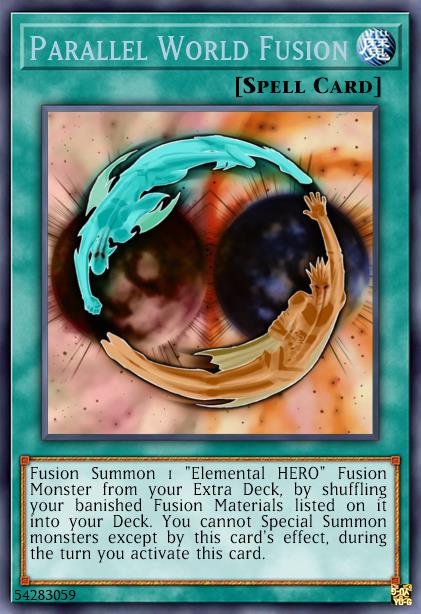 Parallel World Fusion
魔
[Spell Card]
Fusion Summon 1 "Elemental HERO" Fusion
Monster from your Extra Deck, by shuffling
your banished Fusion Materials listed on it
into your Deck. You cannot Special Summon
monsters except by this card's effect, during
the turn you activate this card.
54283059